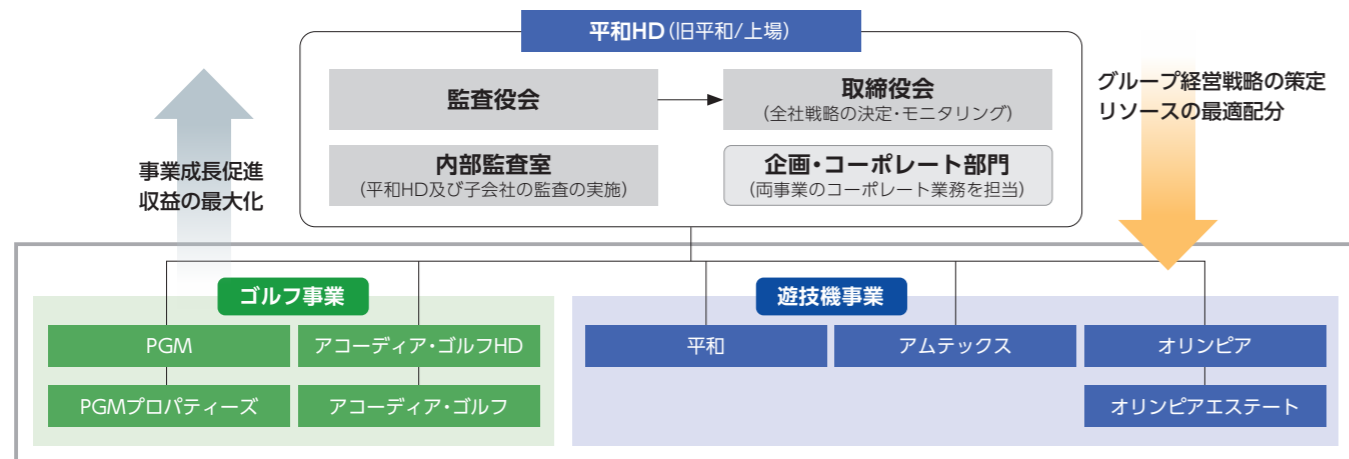 平和HD(旧平和/上場)
監査役会
取締役会
(全社戦略の決定・モニタリング)
内部監査室
(平和HD及び子会社の監査の実施)
企画・コーポレート部門
(両事業のコーポレート業務を担当)
事業成長促進
収益の最大化
グループ経営戦略の策定
リソースの最適配分
ゴルフ事業
PGM
アコーディア・ゴルフHD
PGMプロパティーズ
アコーディア・ゴルフ
遊技機事業
平和
アムテックス
オリンピア
オリンピアエステート